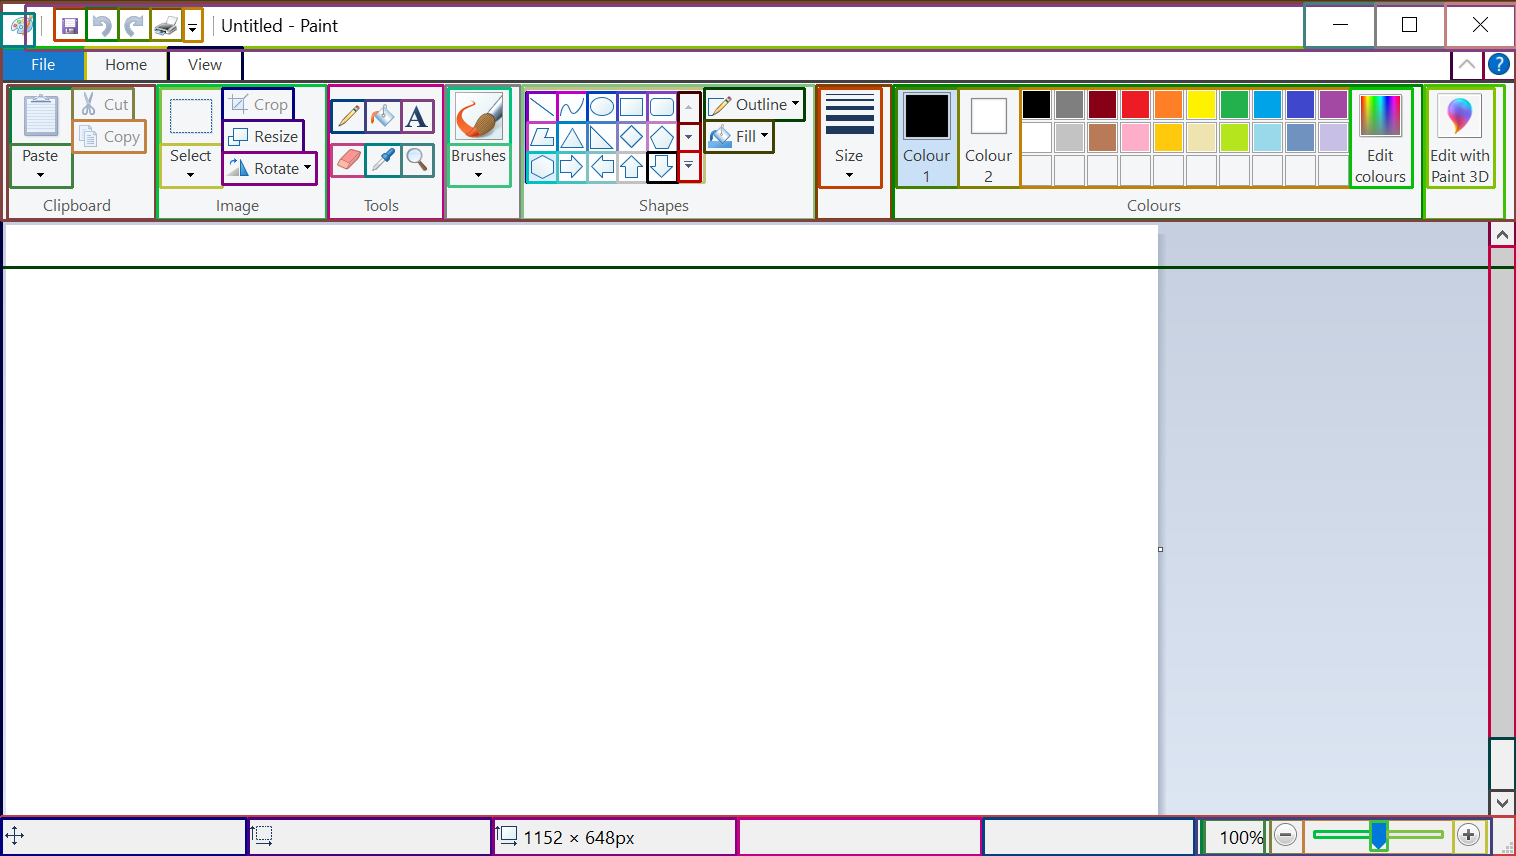 Untitled - Paint
File
Home
View
Paste
Cut
Copy
Clipboard
Select
Crop
Resize
Rotate
Image
A
Tools
Brushes
Outline
Fill
Shapes
Size
Colour
1
Colour
2
Edit
colours
Colours
Edit with
Paint 3D
?
1152 × 648px
100%